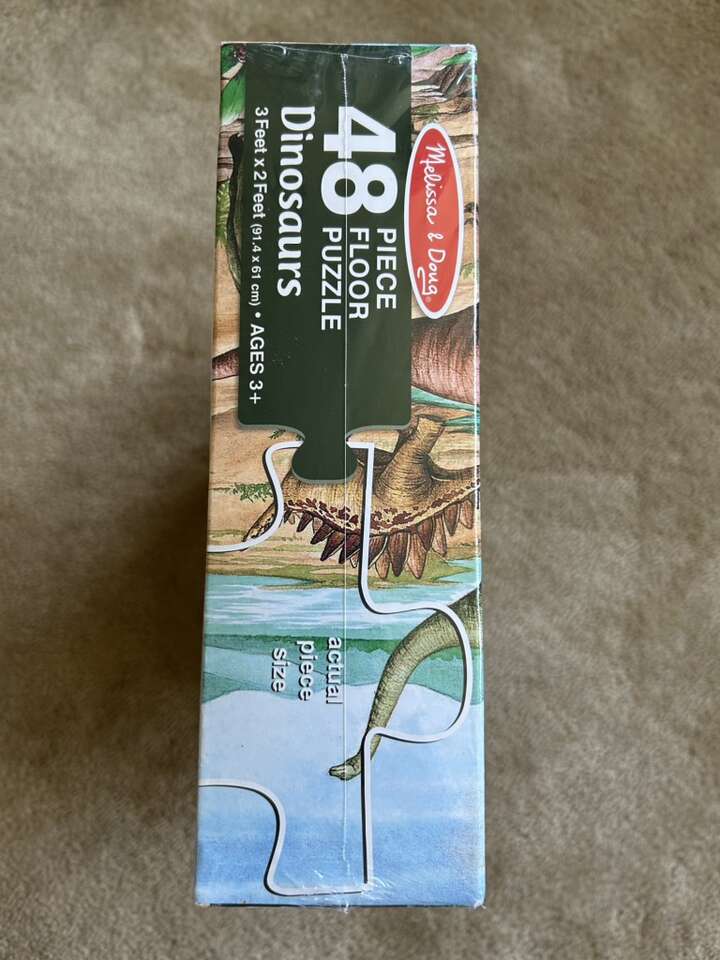 Melissa & Doug®
48 PIECE
FLOOR
PUZZLE
Dinosaurs
3 Feet x 2 Feet (91.4 x 61 cm) • AGES 3+
actual
piece
size